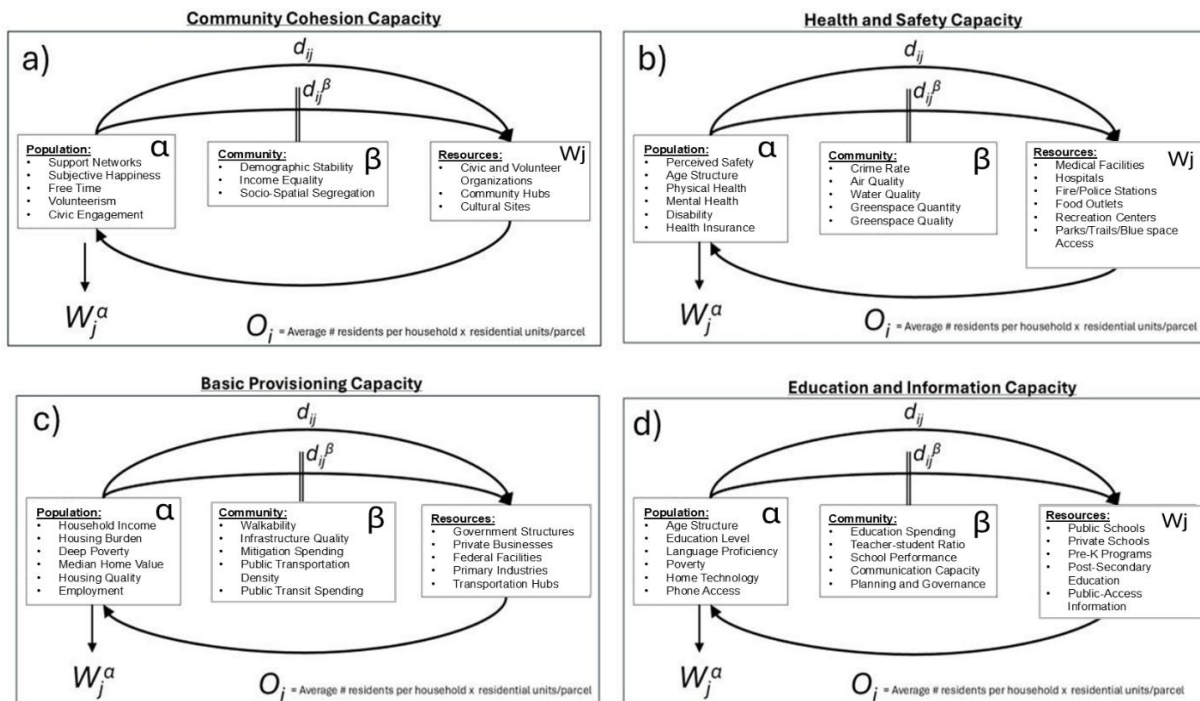 Community Cohesion Capacity
a)
d_ij
d_ij^β
Population:
α
• Support Networks
• Subjective Happiness
• Free Time
• Volunteerism
• Civic Engagement
Community:
β
• Demographic Stability
• Income Equality
• Socio-Spatial Segregation
Resources:
Wj
• Civic and Volunteer
Organizations
• Community Hubs
• Cultural Sites
W_j^α
O_i = Average # residents per household x residential units/parcel
Health and Safety Capacity
b)
d_ij
d_ij^β
Population:
α
• Perceived Safety
• Age Structure
• Physical Health
• Mental Health
• Disability
• Health Insurance
Community:
β
• Crime Rate
• Air Quality
• Water Quality
• Greenspace Quantity
• Greenspace Quality
Resources:
Wj
• Medical Facilities
• Hospitals
• Fire/Police Stations
• Food Outlets
• Recreation Centers
• Parks/Trails/Blue space
Access
W_j^α
O_i = Average # residents per household x residential units/parcel
Basic Provisioning Capacity
c)
d_ij
d_ij^β
Population:
α
• Household Income
• Housing Burden
• Deep Poverty
• Median Home Value
• Housing Quality
• Employment
Community:
β
• Walkability
• Infrastructure Quality
• Mitigation Spending
• Public Transportation
Density
• Public Transit Spending
Resources:
• Government Structures
• Private Businesses
• Federal Facilities
• Primary Industries
• Transportation Hubs
W_j^α
O_i = Average # residents per household x residential units/parcel
Education and Information Capacity
d)
d_ij
d_ij^β
Population:
α
• Age Structure
• Education Level
• Language Proficiency
• Poverty
• Home Technology
• Phone Access
Community:
β
• Education Spending
• Teacher-student Ratio
• School Performance
• Communication Capacity
• Planning and Governance
Resources:
Wj
• Public Schools
• Private Schools
• Pre-K Programs
• Post-Secondary
Education
• Public-Access
Information
W_j^α
O_i = Average # residents per household x residential units/parcel